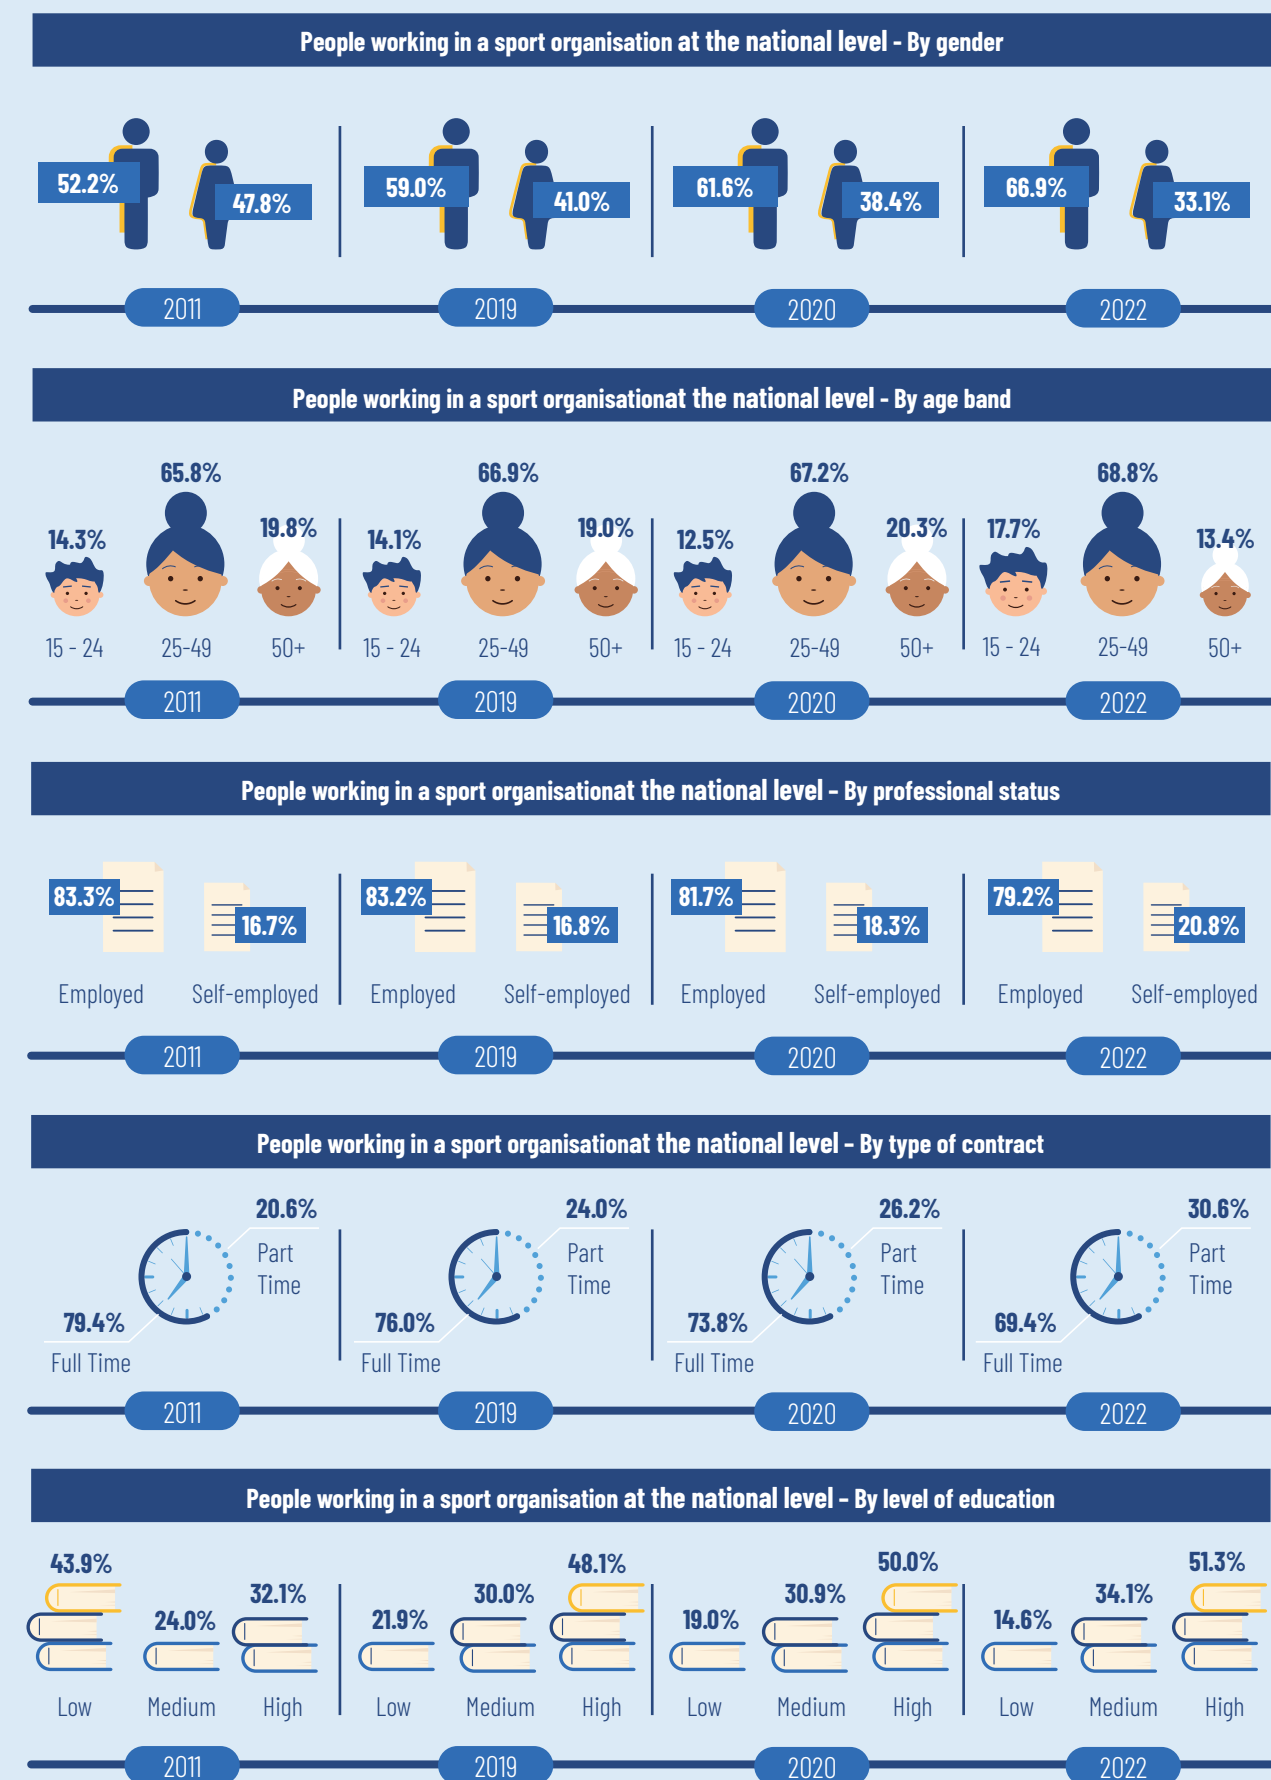 People working in a sport organisation at the national level - By gender
52.2% 47.8% 59.0% 41.0% 61.6% 38.4% 66.9% 33.1%
2011 2019 2020 2022
People working in a sport organisationat the national level - By age band
65.8% 66.9% 67.2% 68.8%
14.3% 19.8% 14.1% 19.0% 12.5% 20.3% 17.7% 13.4%
15 - 24 25-49 50+ 15 - 24 25-49 50+ 15 - 24 25-49 50+ 15 - 24 25-49 50+
2011 2019 2020 2022
People working in a sport organisationat the national level – By professional status
83.3% 16.7% 83.2% 16.8% 81.7% 18.3% 79.2% 20.8%
Employed Self-employed Employed Self-employed Employed Self-employed Employed Self-employed
2011 2019 2020 2022
People working in a sport organisationat the national level – By type of contract
20.6% 24.0% 26.2% 30.6%
Part Part Part Part
Time Time Time Time
79.4% 76.0% 73.8% 69.4%
Full Time Full Time Full Time Full Time
2011 2019 2020 2022
People working in a sport organisation at the national level – By level of education
43.9% 24.0% 32.1% 21.9% 30.0% 48.1% 19.0% 30.9% 50.0% 14.6% 34.1% 51.3%
Low Medium High Low Medium High Low Medium High Low Medium High
2011 2019 2020 2022